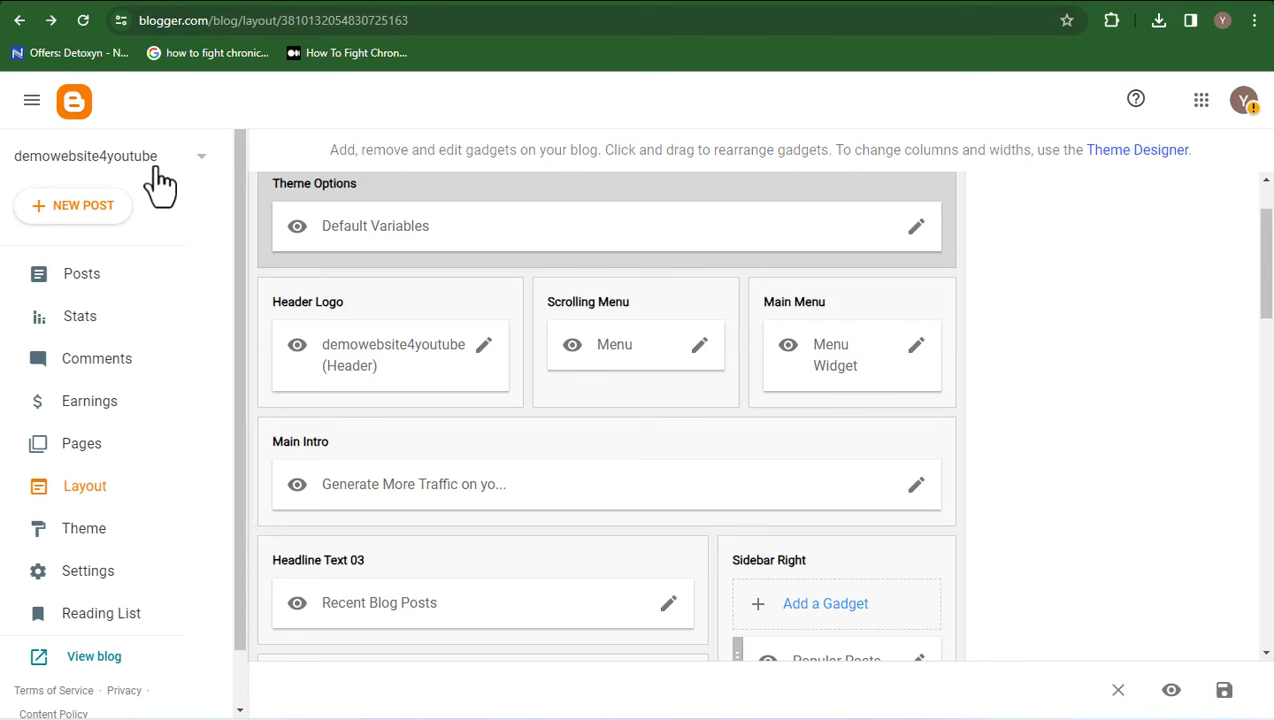 blogger.com/blog/layout/3810132054830725163
Y
Offers: Detoxyn - N...
how to fight chronic...
How To Fight Chron...
Y
demowebsite4youtube
Add, remove and edit gadgets on your blog. Click and drag to rearrange gadgets. To change columns and widths, use the Theme Designer.
NEW POST
Posts
Stats
Comments
Earnings
Pages
Layout
Theme
Settings
Reading List
View blog
Terms of Service · Privacy ·
Content Policy
Theme Options
Default Variables
Header Logo
demowebsite4youtube
(Header)
Scrolling Menu
Menu
Main Menu
Menu
Widget
Main Intro
Generate More Traffic on yo...
Headline Text 03
Recent Blog Posts
Sidebar Right
Add a Gadget
Popular Posts